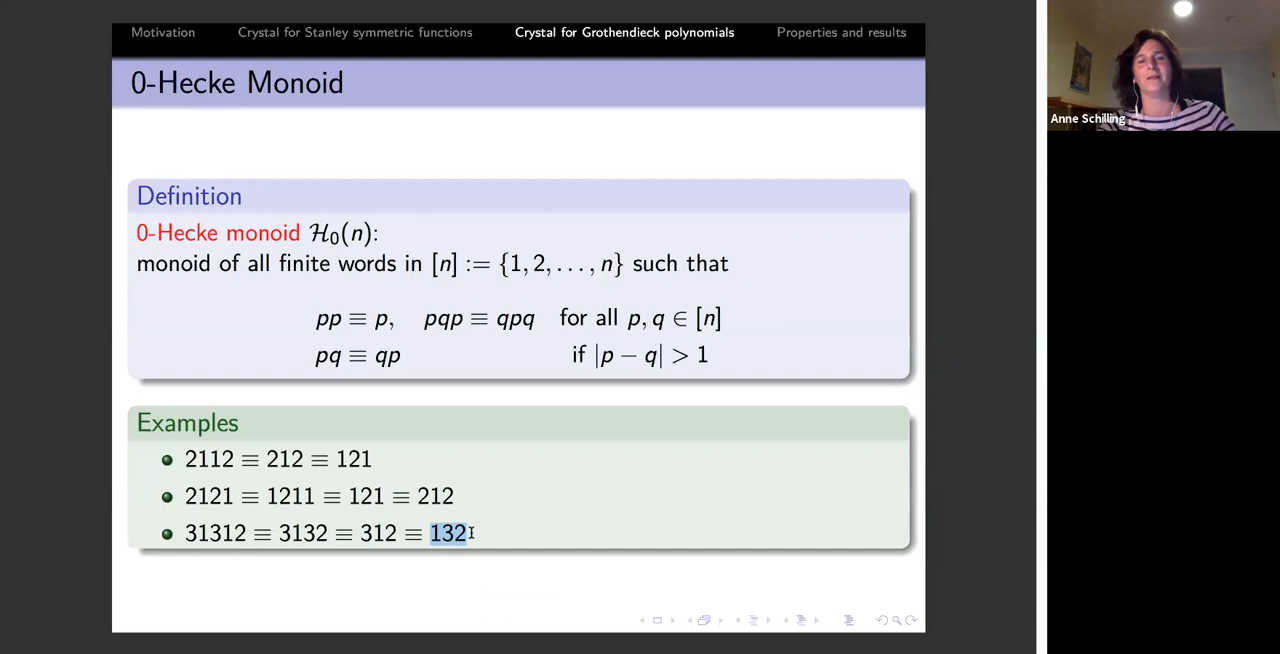 Motivation Crystal for Stanley symmetric functions Crystal for Grothendieck polynomials Properties and results
0-Hecke Monoid
Definition
0-Hecke monoid ℋ₀(n):
monoid of all finite words in [n] := {1, 2, . . . , n} such that
pp ≡ p, pqp ≡ qpq for all p, q ∈ [n]
pq ≡ qp if |p − q| > 1
Examples
2112 ≡ 212 ≡ 121
2121 ≡ 1211 ≡ 121 ≡ 212
31312 ≡ 3132 ≡ 312 ≡ 132
Anne Schilling